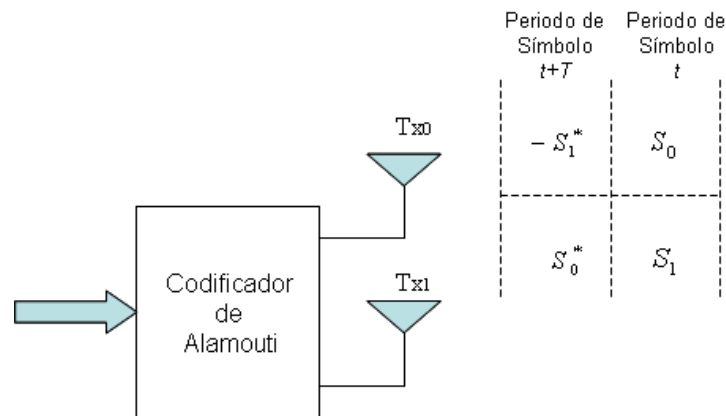 Periodo de
Símbolo
t+T
Periodo de
Símbolo
t
Tx0
− S₁*
S₀
Codificador
de
Alamouti
Tx1
S₀*
S₁